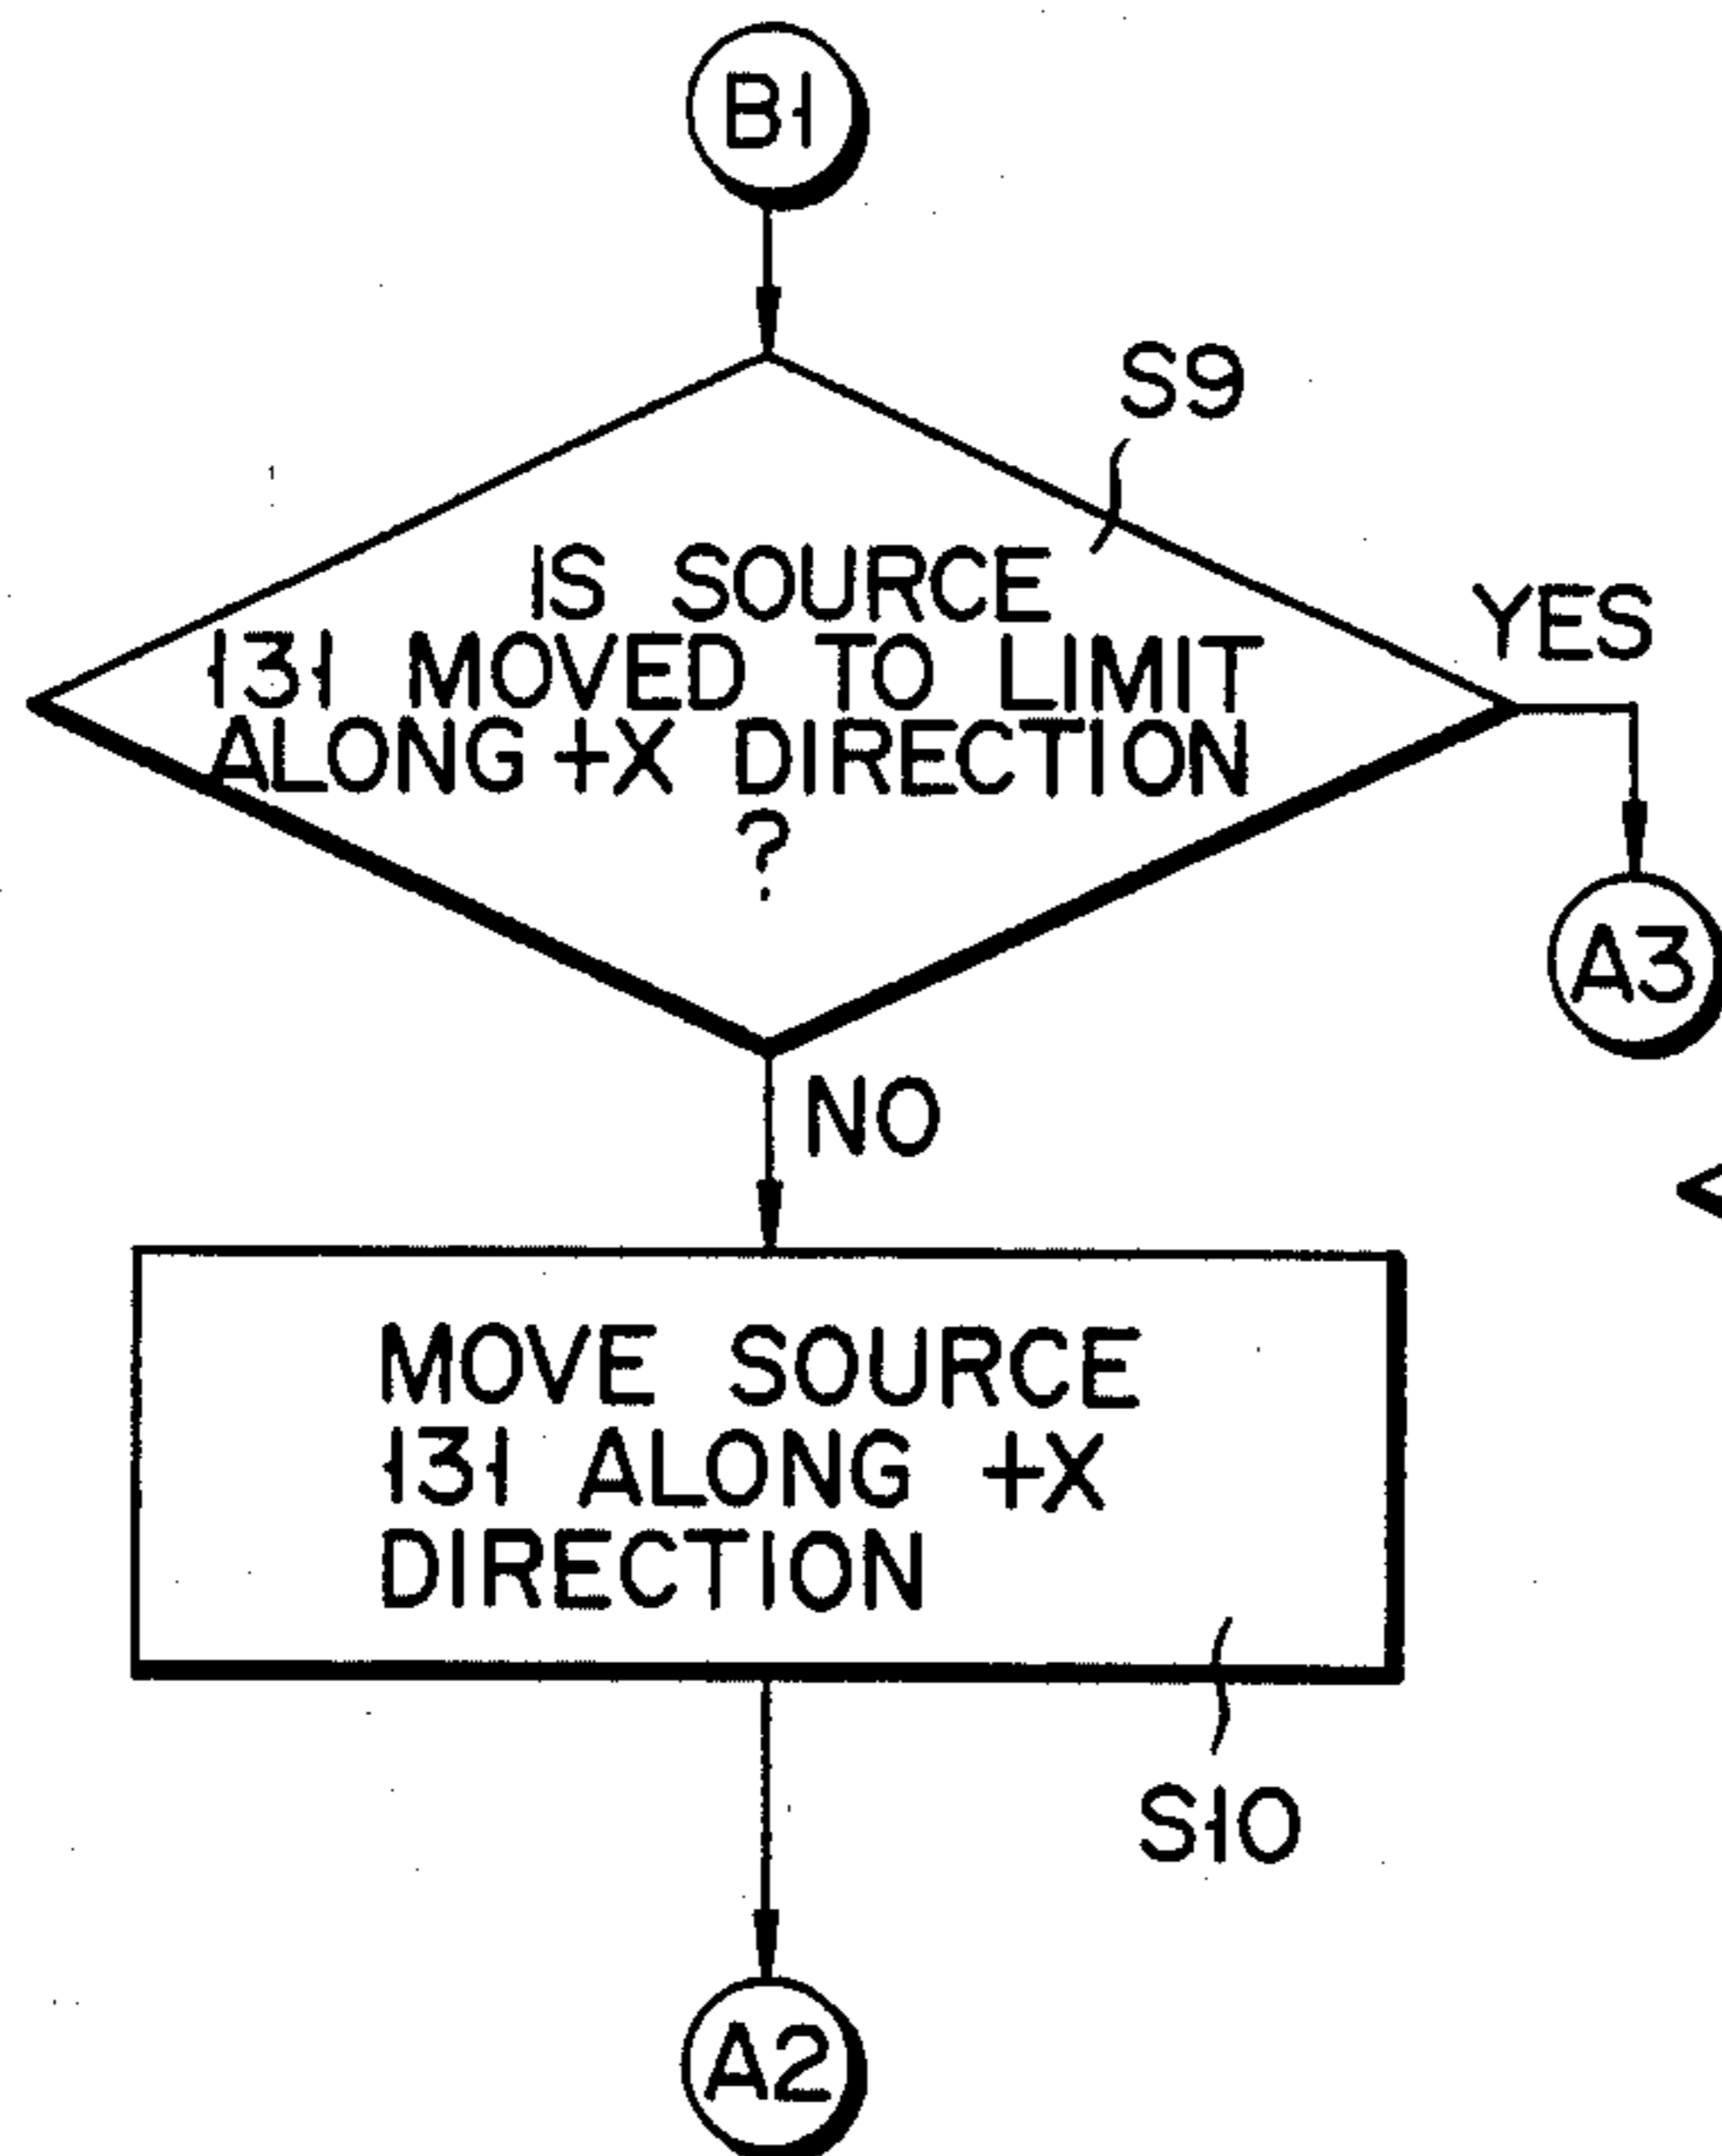 B1
S9
IS SOURCE
131 MOVED TO LIMIT
ALONG +X DIRECTION
?
YES
A3
NO
MOVE SOURCE
131 ALONG +X
DIRECTION
S10
A2